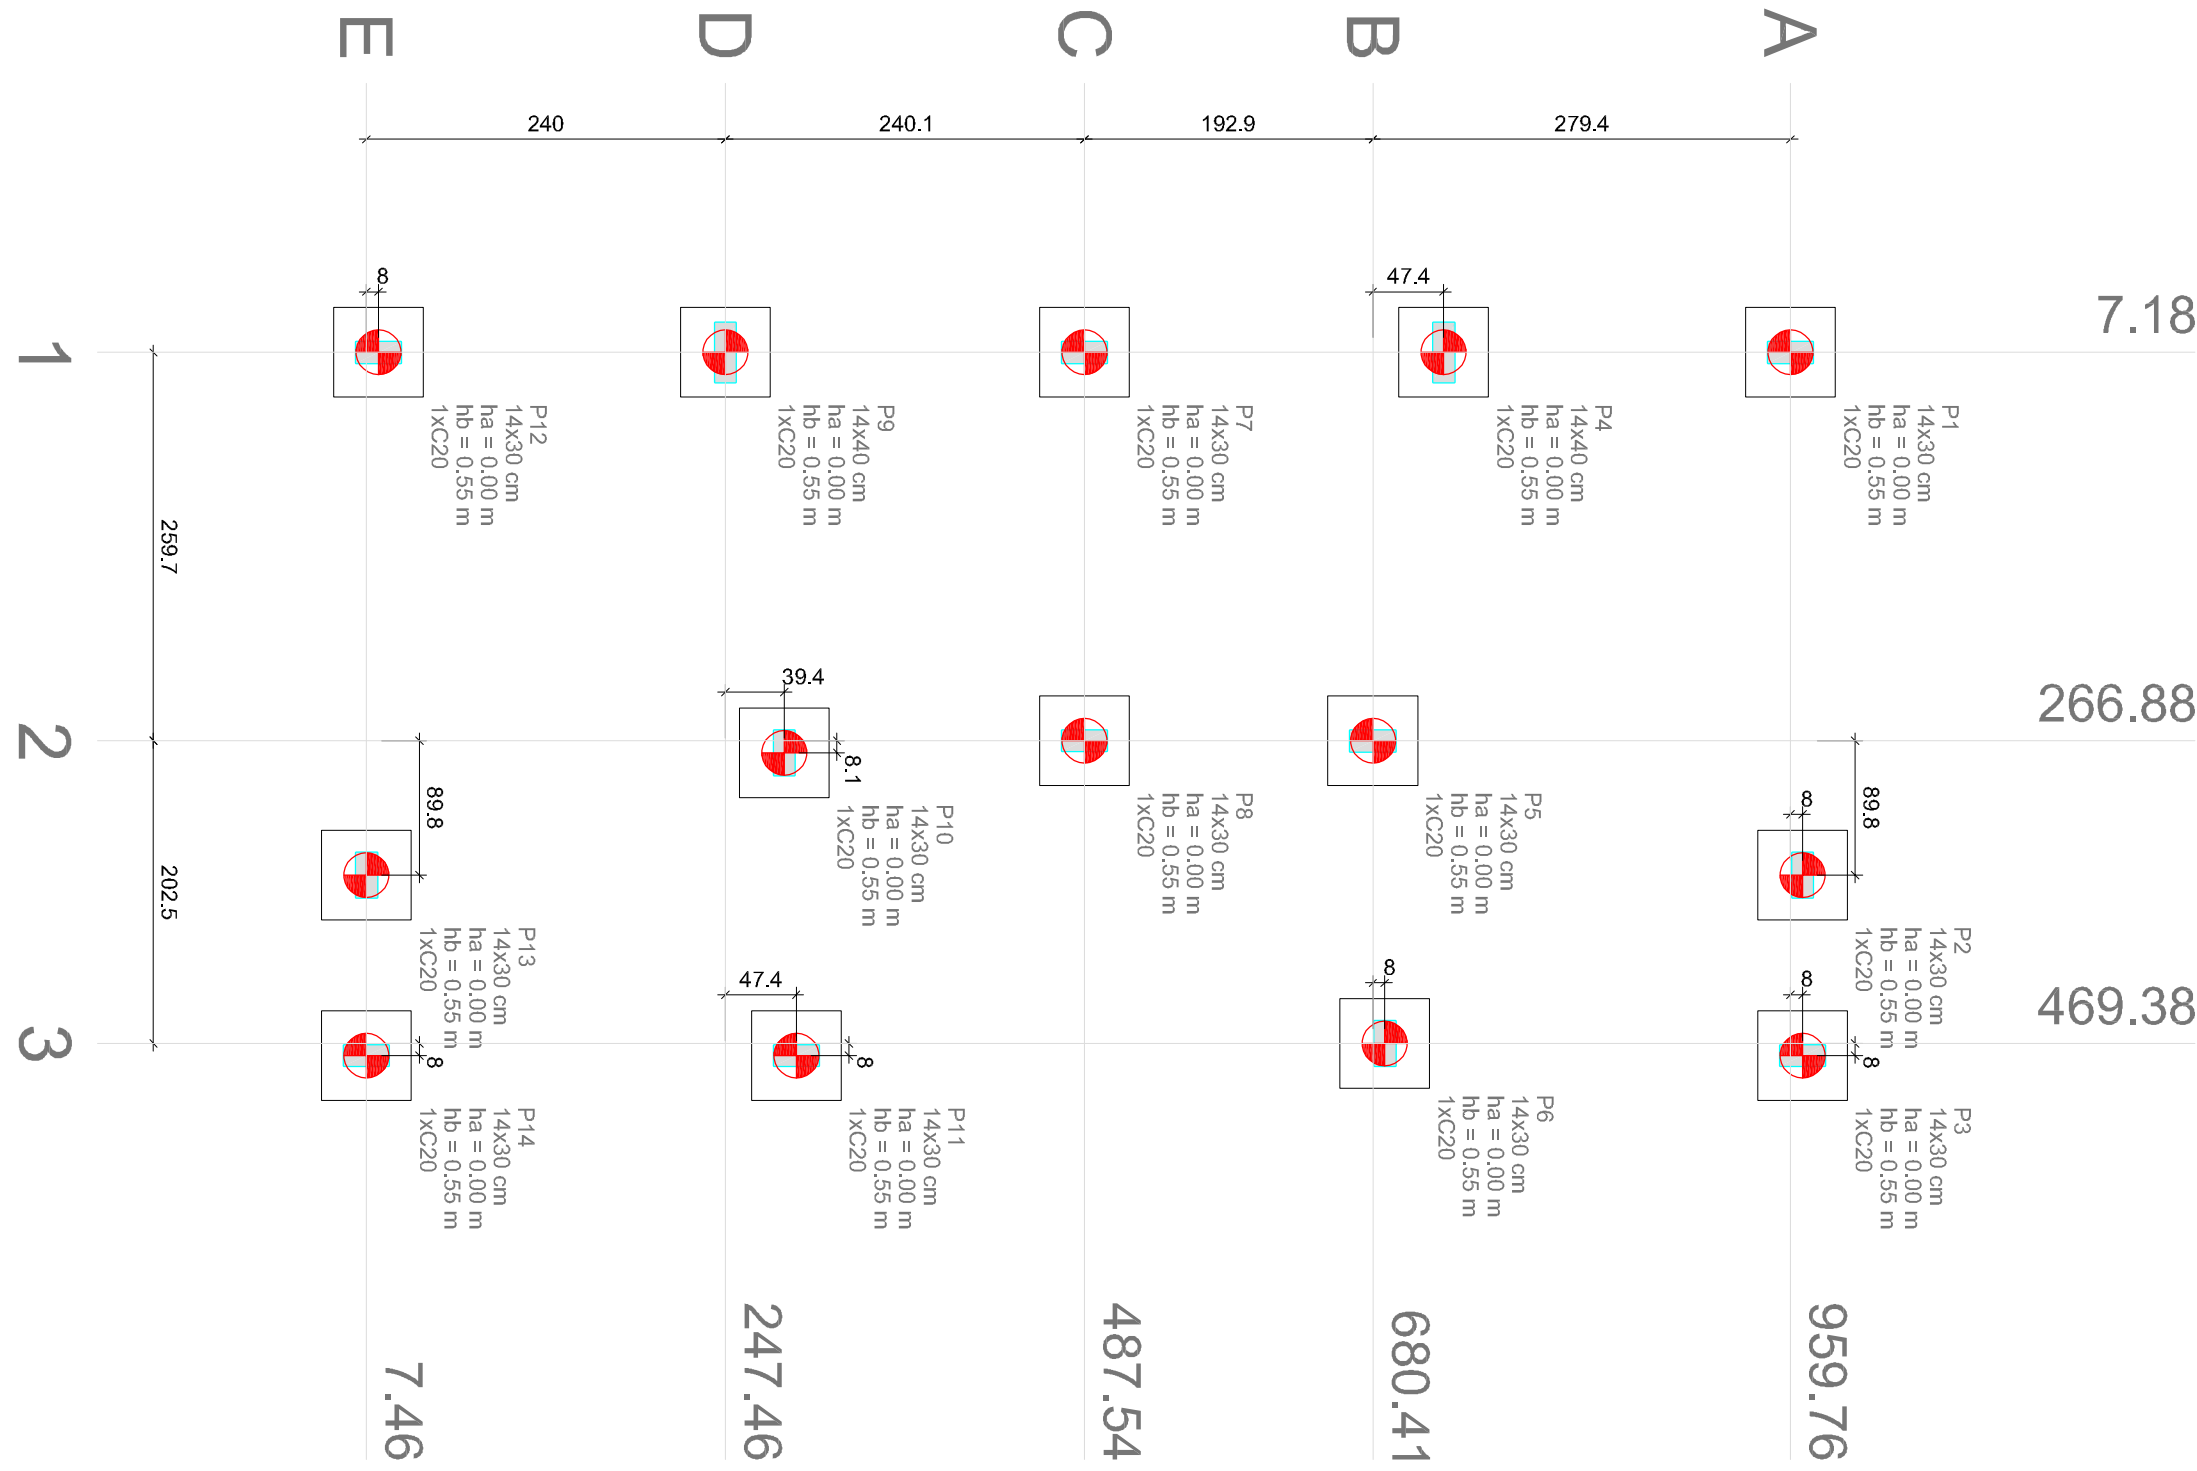 E
D
C
B
A
240
240.1
192.9
279.4
1
7.18
8
P12
14x30 cm
ha = 0.00 m
hb = 0.55 m
1xC20
P9
14x40 cm
ha = 0.00 m
hb = 0.55 m
1xC20
P7
14x30 cm
ha = 0.00 m
hb = 0.55 m
1xC20
47.4
P4
14x40 cm
ha = 0.00 m
hb = 0.55 m
1xC20
P1
14x30 cm
ha = 0.00 m
hb = 0.55 m
1xC20
259.7
2
266.88
39.4
8.1
P10
14x30 cm
ha = 0.00 m
hb = 0.55 m
1xC20
P8
14x30 cm
ha = 0.00 m
hb = 0.55 m
1xC20
P5
14x30 cm
ha = 0.00 m
hb = 0.55 m
1xC20
89.8
P13
14x30 cm
ha = 0.00 m
hb = 0.55 m
1xC20
8
89.8
P2
14x30 cm
ha = 0.00 m
hb = 0.55 m
1xC20
202.5
3
469.38
8
P14
14x30 cm
ha = 0.00 m
hb = 0.55 m
1xC20
47.4
8
P11
14x30 cm
ha = 0.00 m
hb = 0.55 m
1xC20
8
P6
14x30 cm
ha = 0.00 m
hb = 0.55 m
1xC20
8
8
P3
14x30 cm
ha = 0.00 m
hb = 0.55 m
1xC20
7.46
247.46
487.54
680.41
959.76